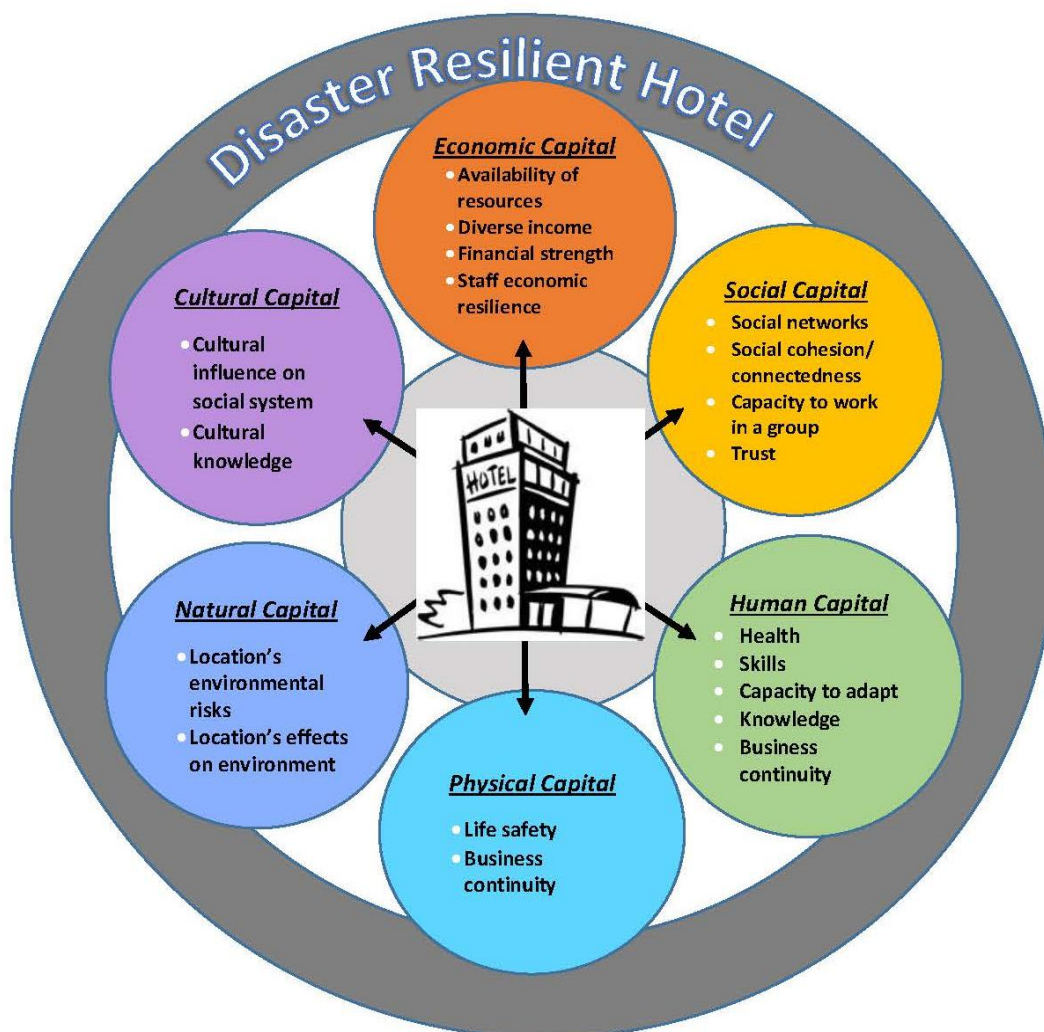 Disaster Resilient Hotel
Economic Capital
• Availability of
resources
• Diverse income
• Financial strength
• Staff economic
resilience
Social Capital
• Social networks
• Social cohesion/
connectedness
• Capacity to work
in a group
• Trust
Human Capital
• Health
• Skills
• Capacity to adapt
• Knowledge
• Business
continuity
Physical Capital
• Life safety
• Business
continuity
Natural Capital
• Location's
environmental
risks
• Location's effects
on environment
Cultural Capital
• Cultural
influence on
social system
• Cultural
knowledge
HOTEL